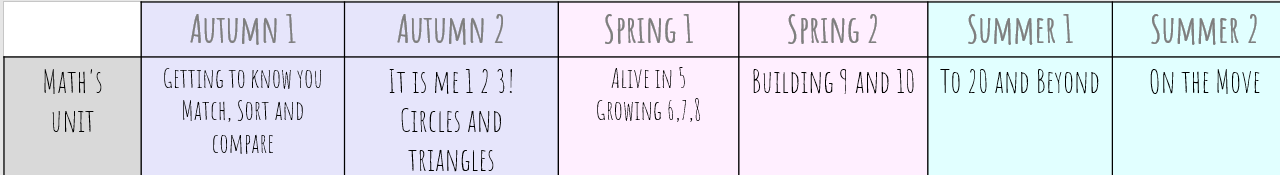 AUTUMN 1
AUTUMN 2
SPRING 1
SPRING 2
SUMMER 1
SUMMER 2
MATH'S
UNIT
GETTING TO KNOW YOU
MATCH, SORT AND
COMPARE
IT IS ME 1 2 3!
CIRCLES AND
TRIANGLES
ALIVE IN 5
GROWING 6,7,8
BUILDING 9 AND 10
TO 20 AND BEYOND
ON THE MOVE